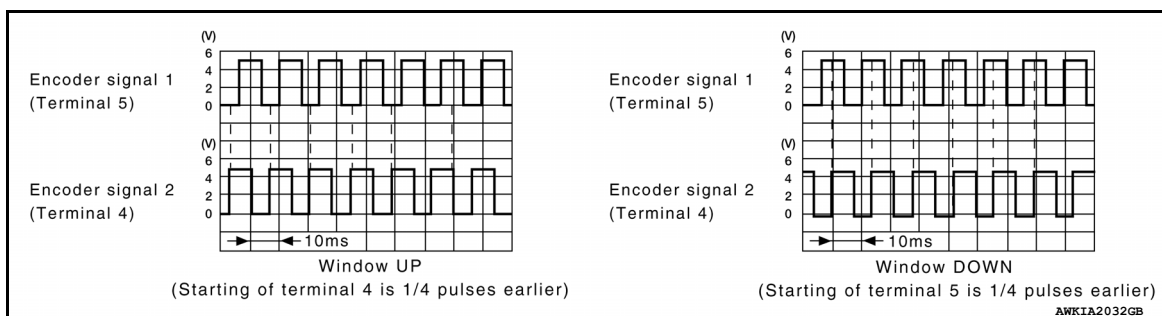 (V)
6
4
2
0
Encoder signal 1
(Terminal 5)
(V)
6
4
2
0
Encoder signal 2
(Terminal 4)
10ms
Window UP
(Starting of terminal 4 is 1/4 pulses earlier)
(V)
6
4
2
0
Encoder signal 1
(Terminal 5)
(V)
6
4
2
0
Encoder signal 2
(Terminal 4)
10ms
Window DOWN
(Starting of terminal 5 is 1/4 pulses earlier)
AWKIA2032GB